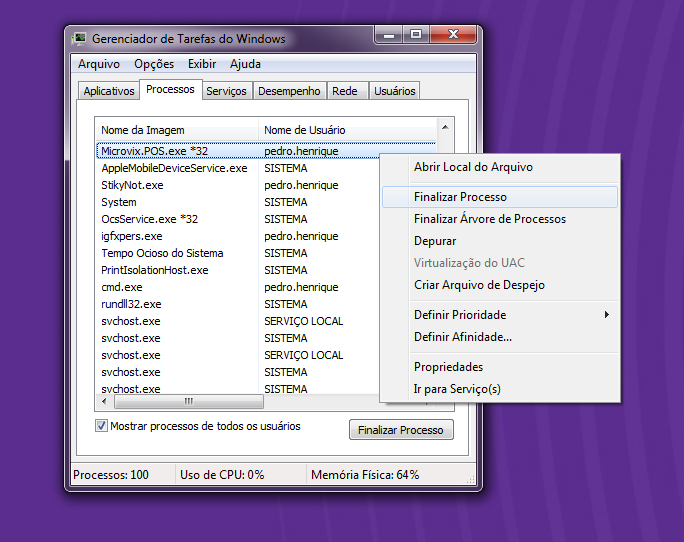 Gerenciador de Tarefas do Windows
Arquivo Opções Exibir Ajuda
Aplicativos Processos Serviços Desempenho Rede Usuários
Nome da Imagem Nome de Usuário
Microvix.POS.exe *32 pedro.henrique
AppleMobileDeviceService.exe SISTEMA
StikyNot.exe pedro.henrique
System SISTEMA
OcsService.exe *32 SISTEMA
igfxpers.exe pedro.henrique
Tempo Ocioso do Sistema SISTEMA
PrintIsolationHost.exe SISTEMA
cmd.exe pedro.henrique
rundll32.exe SISTEMA
svchost.exe SERVIÇO LOCAL
svchost.exe SISTEMA
svchost.exe SERVIÇO LOCAL
svchost.exe SISTEMA
svchost.exe SISTEMA
Abrir Local do Arquivo
Finalizar Processo
Finalizar Árvore de Processos
Depurar
Virtualização do UAC
Criar Arquivo de Despejo
Definir Prioridade
Definir Afinidade...
Propriedades
Ir para Serviço(s)
Mostrar processos de todos os usuários
Finalizar Processo
Processos: 100 Uso de CPU: 0% Memória Física: 64%